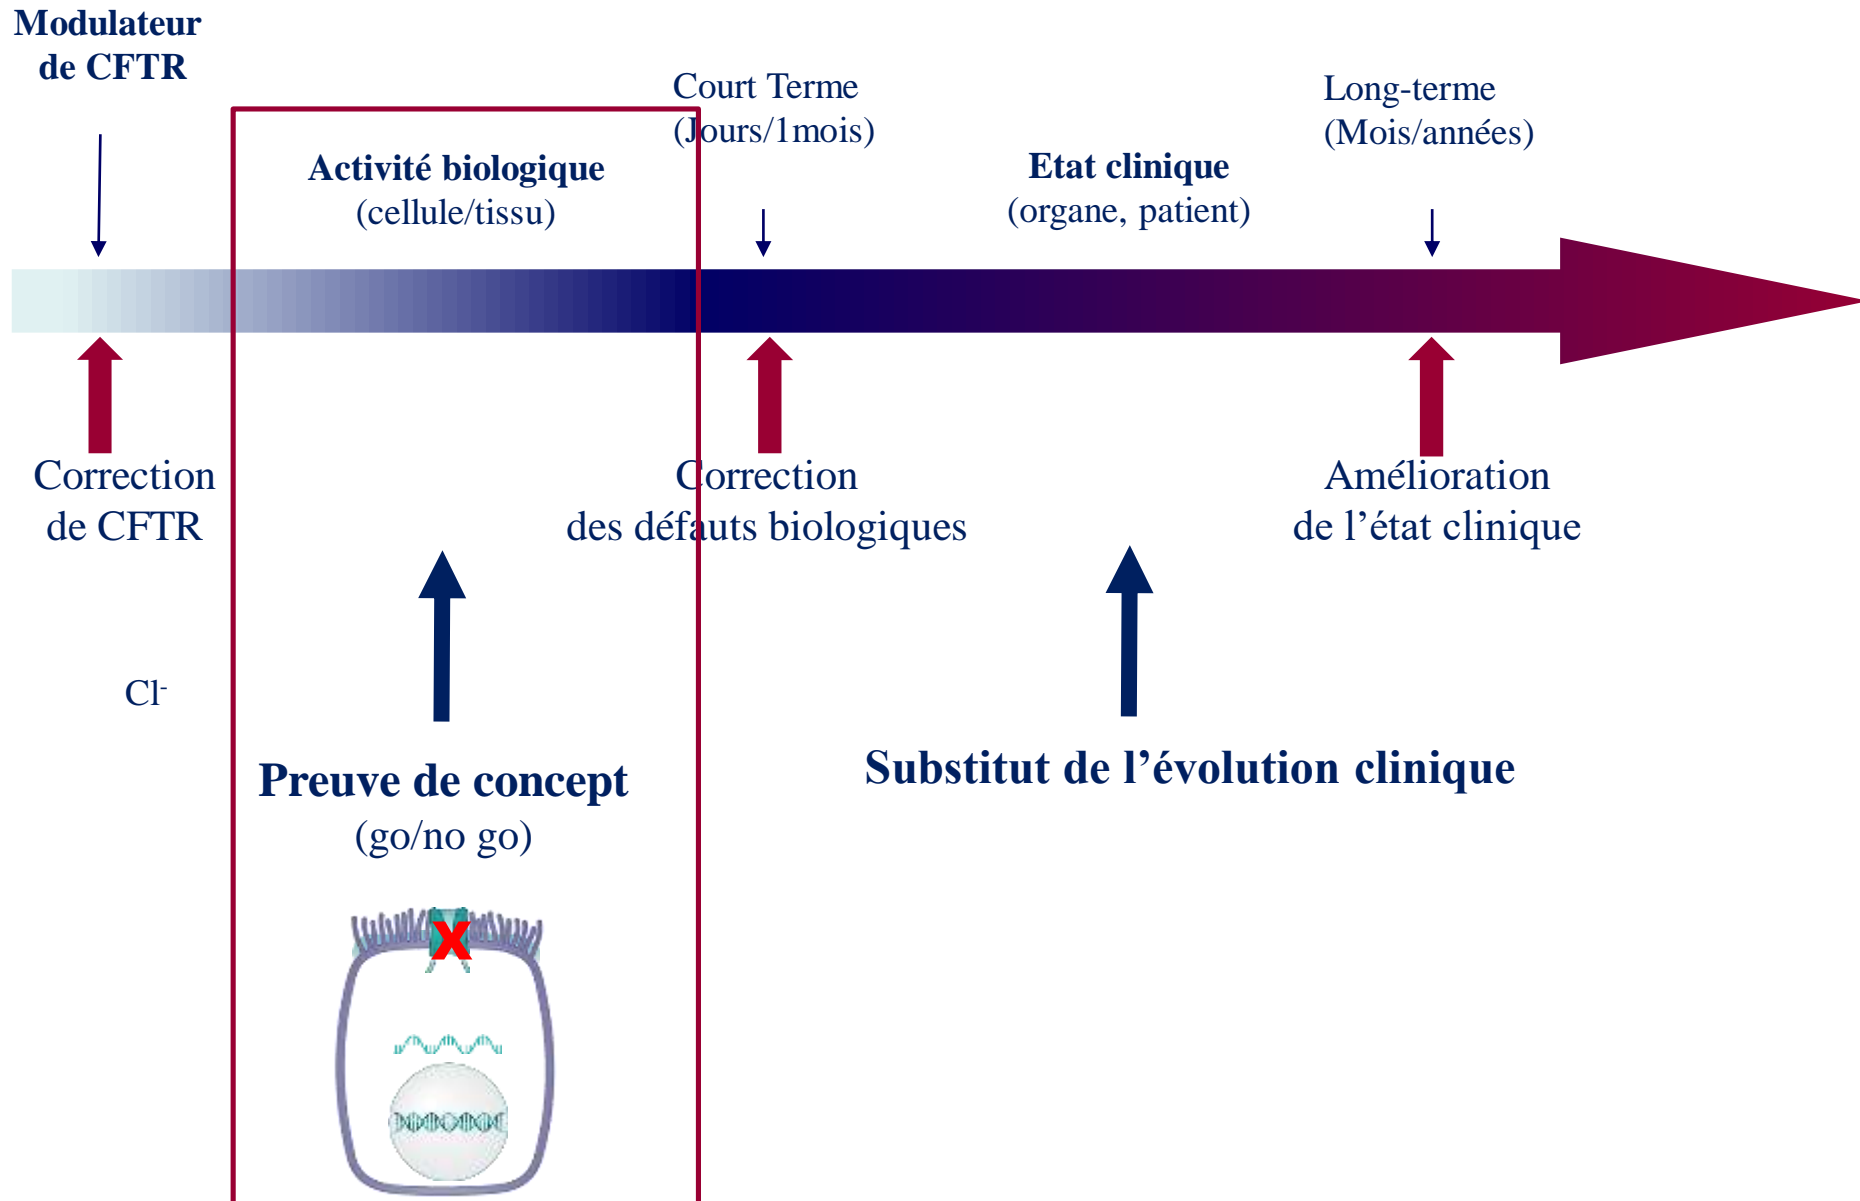 Modulateur
de CFTR
Court Terme
(Jours/1mois)
Long-terme
(Mois/années)
Activité biologique
(cellule/tissu)
Etat clinique
(organe, patient)
Correction
de CFTR
Correction
des défauts biologiques
Amélioration
de l’état clinique
Cl-
Preuve de concept
(go/no go)
Substitut de l’évolution clinique
X